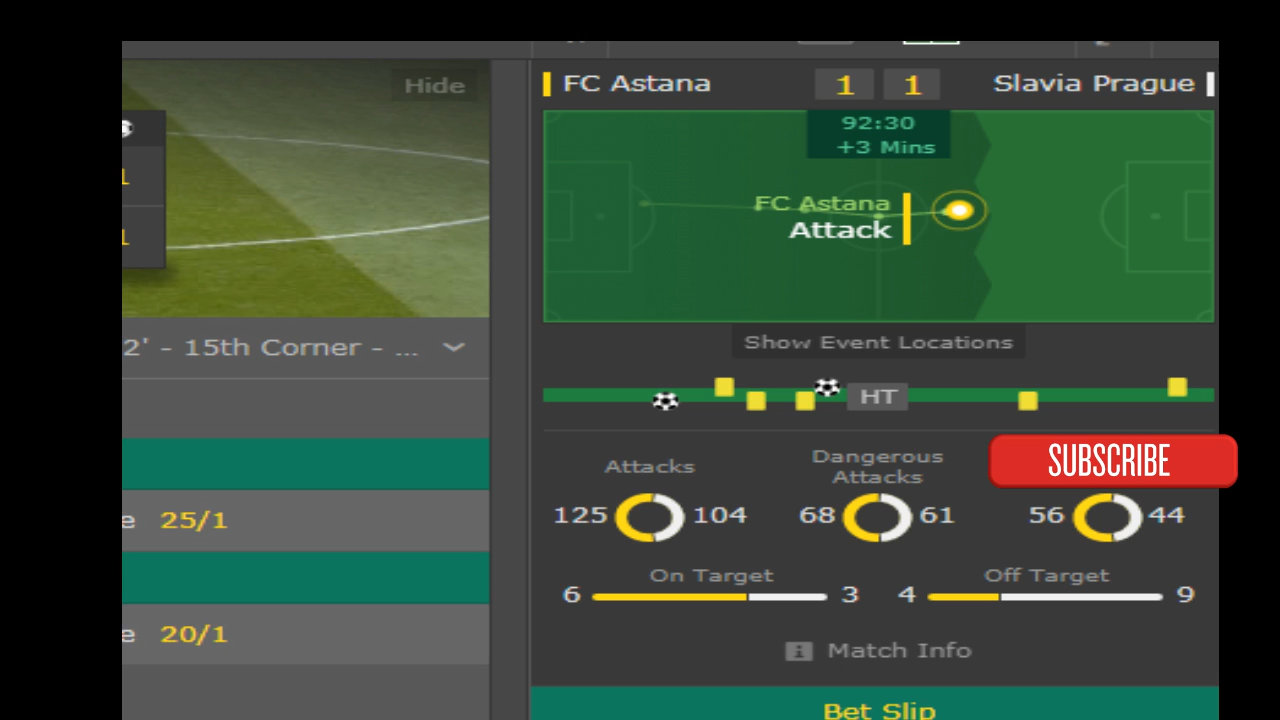 Hide
1
1
2' - 15th Corner - ...
e 25/1
e 20/1
FC Astana 1 1 Slavia Prague
92:30
+3 Mins
FC Astana
Attack
Show Event Locations
HT
Attacks
125 104
Dangerous
Attacks
68 61
SUBSCRIBE
56 44
On Target
6 3
Off Target
4 9
Match Info
Bet Slip